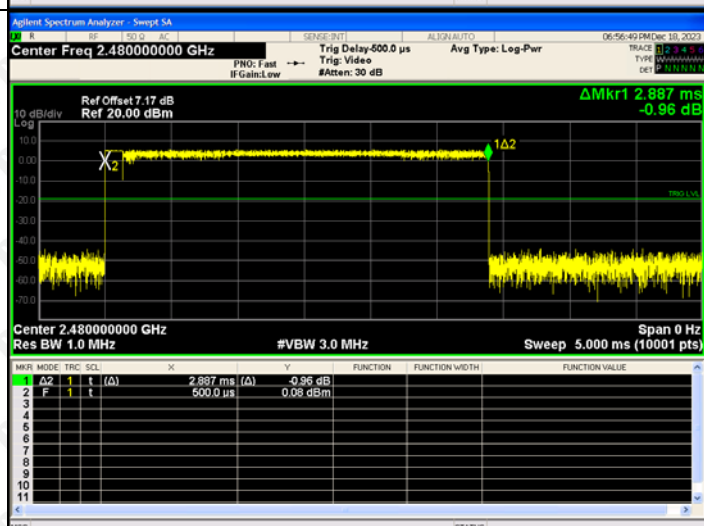 Agilent Spectrum Analyzer - Swept SA
R RF 50 Ω AC SENSE:INT ALIGN AUTO 06:56:49 PM Dec 18, 2023
Center Freq 2.480000000 GHz
PNO: Fast
IFGain:Low
Trig Delay-500.0 µs
Trig: Video
#Atten: 30 dB
Avg Type: Log-Pwr
TRACE 1 2 3 4 5 6
TYPE
DET P N N N N N
ΔMkr1 2.887 ms
-0.96 dB
Ref Offset 7.17 dB
10 dB/div Ref 20.00 dBm
Log
10.0
0.00
-10.0
-20.0
-30.0
-40.0
-50.0
-60.0
-70.0
2
1Δ2
TRIG LVL
Center 2.480000000 GHz Span 0 Hz
Res BW 1.0 MHz #VBW 3.0 MHz Sweep 5.000 ms (10001 pts)
MKR MODE TRC SCL X Y FUNCTION FUNCTION WIDTH FUNCTION VALUE
1 Δ2 1 t (Δ) 2.887 ms (Δ) -0.96 dB
2 F 1 t 500.0 µs 0.08 dBm
3
4
5
6
7
8
9
10
11